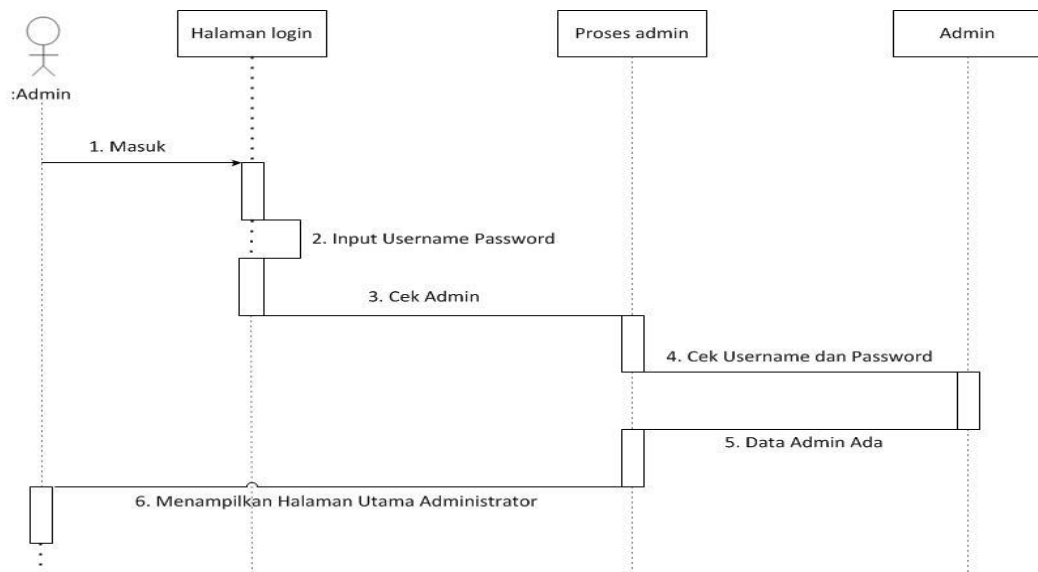 Halaman login
Proses admin
Admin
:Admin
1. Masuk
2. Input Username Password
3. Cek Admin
4. Cek Username dan Password
5. Data Admin Ada
6. Menampilkan Halaman Utama Administrator